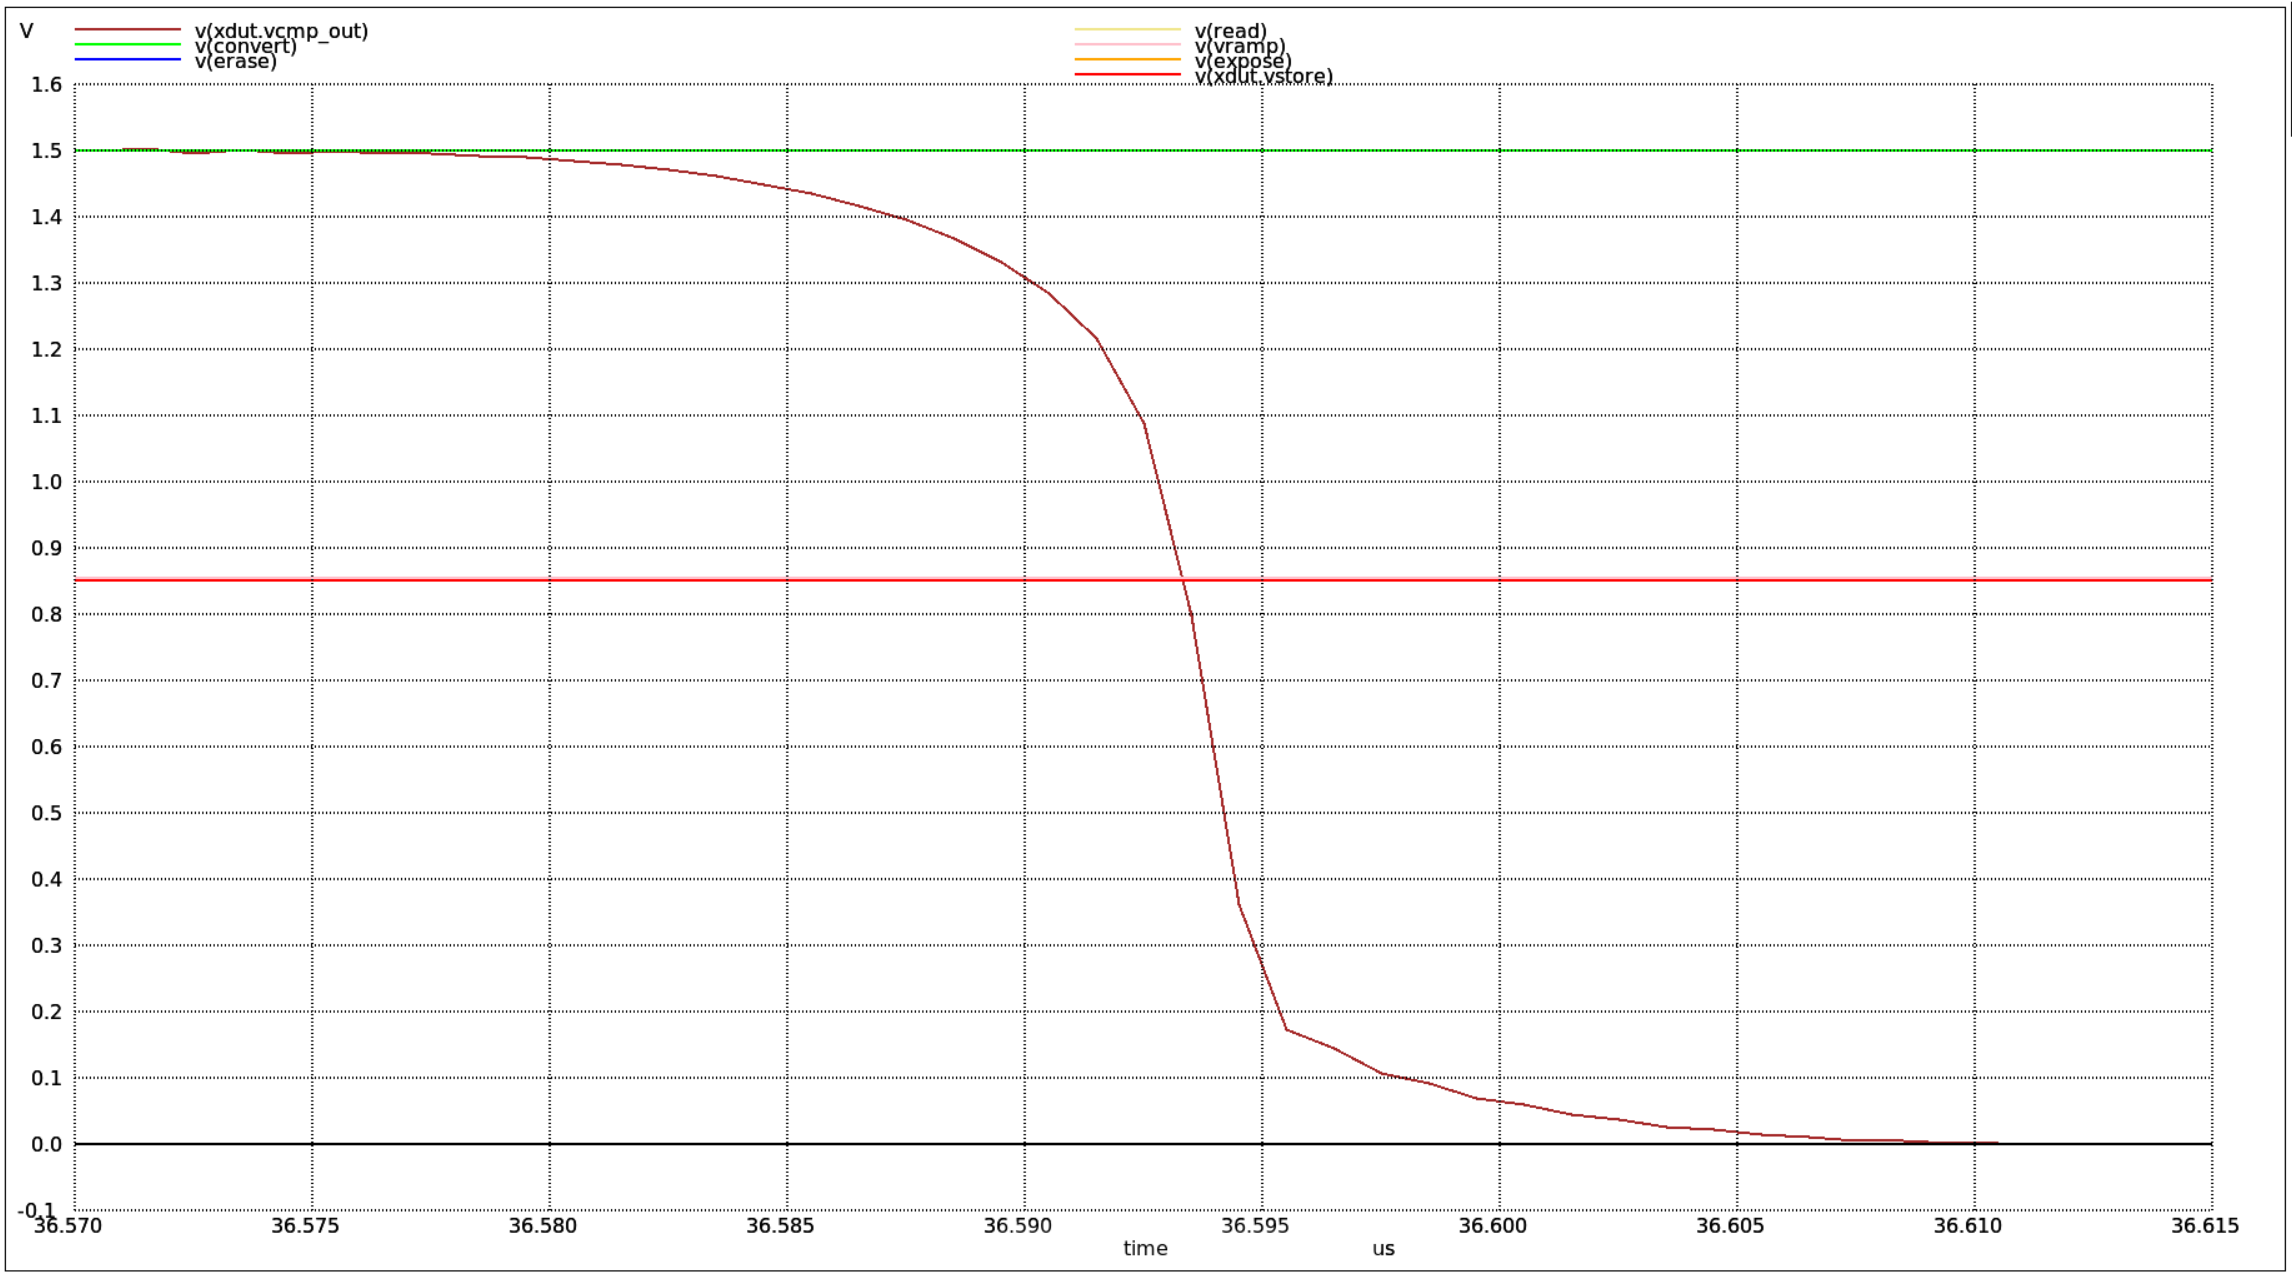 V
v(xdut.vcmp_out)
v(convert)
v(erase)
v(read)
v(vramp)
v(expose)
v(xdut.vstore)
1.6
1.5
1.4
1.3
1.2
1.1
1.0
0.9
0.8
0.7
0.6
0.5
0.4
0.3
0.2
0.1
0.0
-0.1
36.570 36.575 36.580 36.585 36.590 36.595 36.600 36.605 36.610 36.615
time us